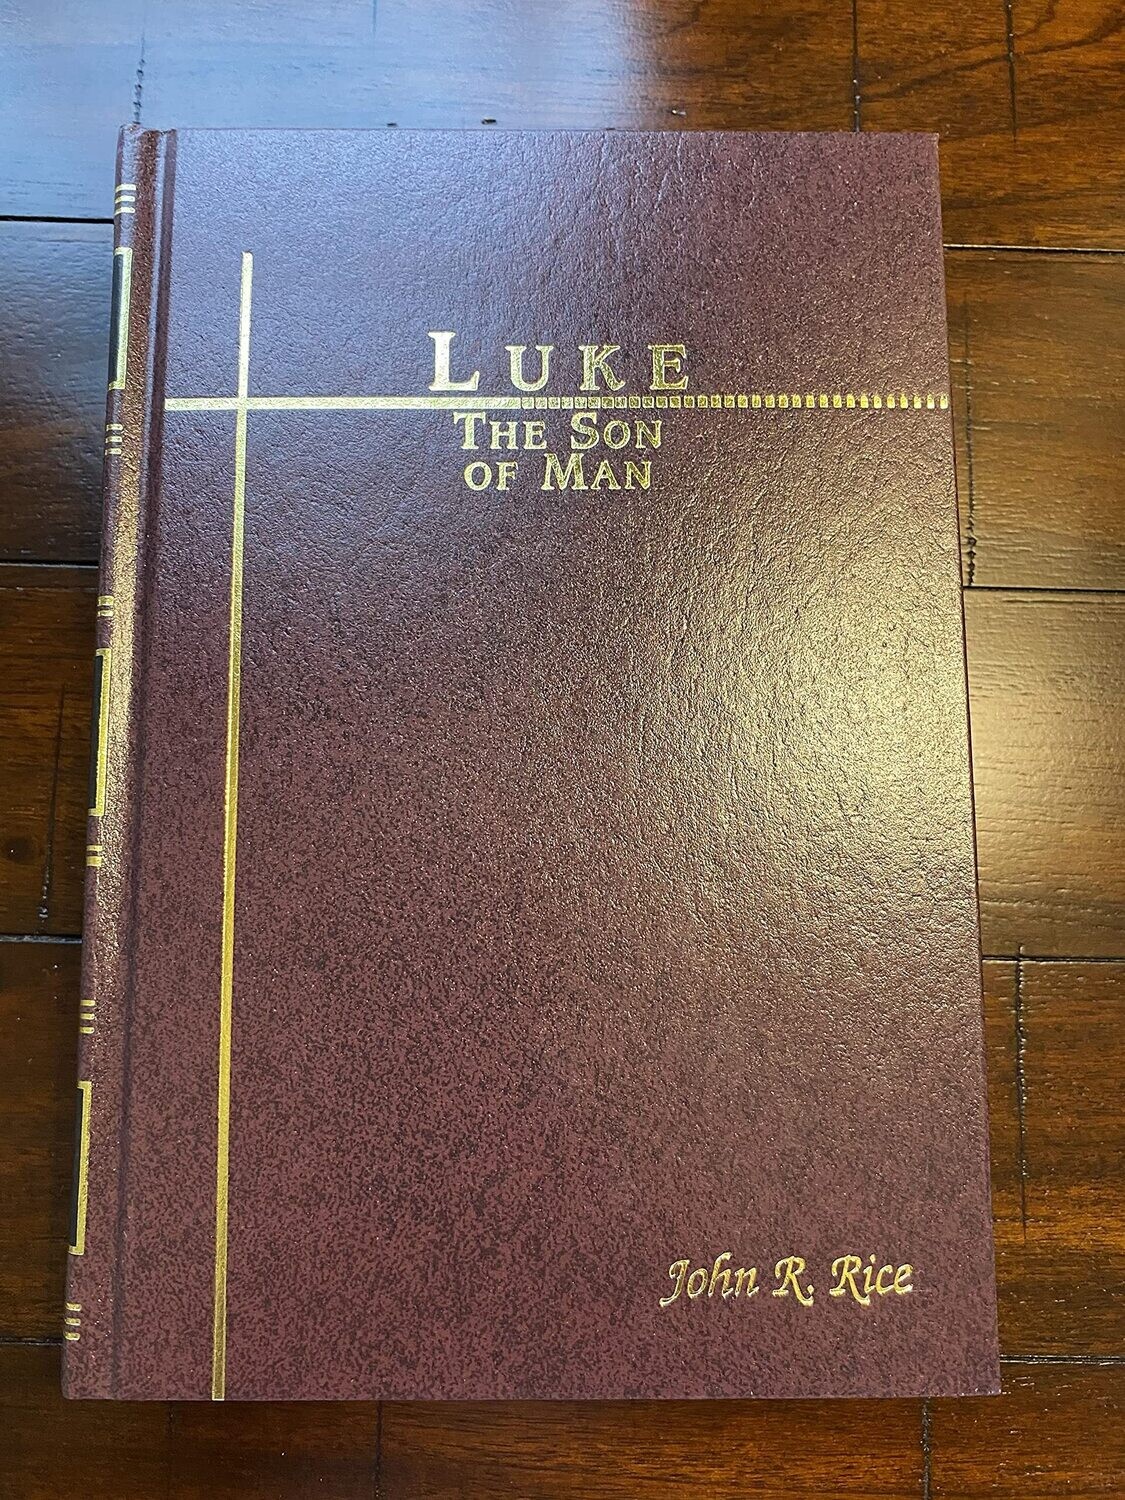 LUKE
THE SON
OF MAN
John R. Rice